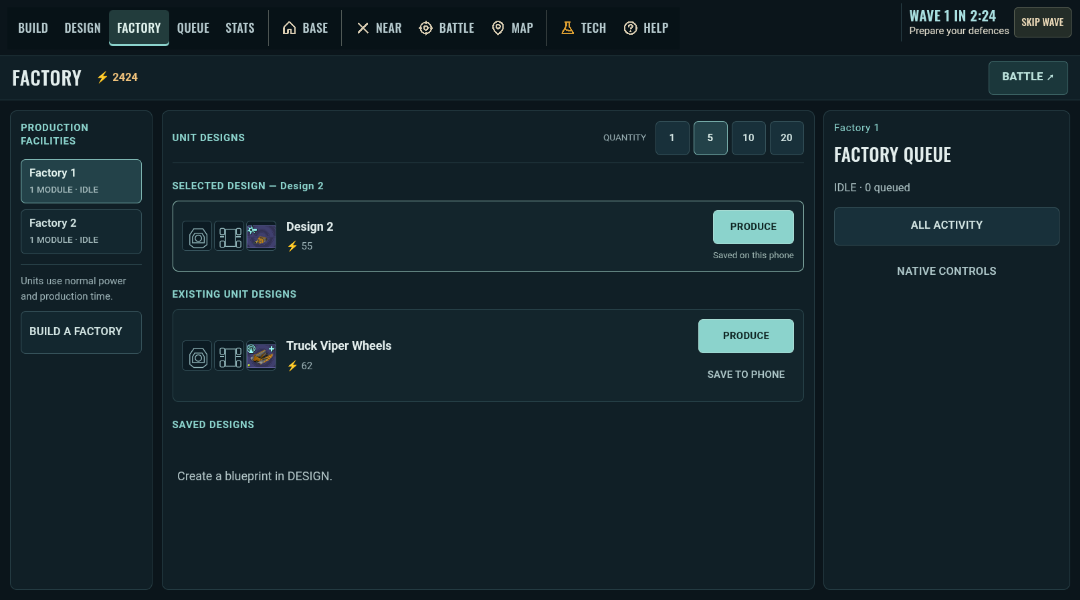 BUILD DESIGN FACTORY QUEUE STATS BASE NEAR BATTLE MAP TECH HELP
WAVE 1 IN 2:24
Prepare your defences
SKIP WAVE
FACTORY ⚡ 2424
BATTLE ↗
PRODUCTION
FACILITIES
Factory 1
1 MODULE · IDLE
Factory 2
1 MODULE · IDLE
Units use normal power
and production time.
BUILD A FACTORY
UNIT DESIGNS
QUANTITY 1 5 10 20
SELECTED DESIGN — Design 2
Design 2
⚡ 55
PRODUCE
Saved on this phone
EXISTING UNIT DESIGNS
Truck Viper Wheels
⚡ 62
PRODUCE
SAVE TO PHONE
SAVED DESIGNS
Create a blueprint in DESIGN.
Factory 1
FACTORY QUEUE
IDLE · 0 queued
ALL ACTIVITY
NATIVE CONTROLS